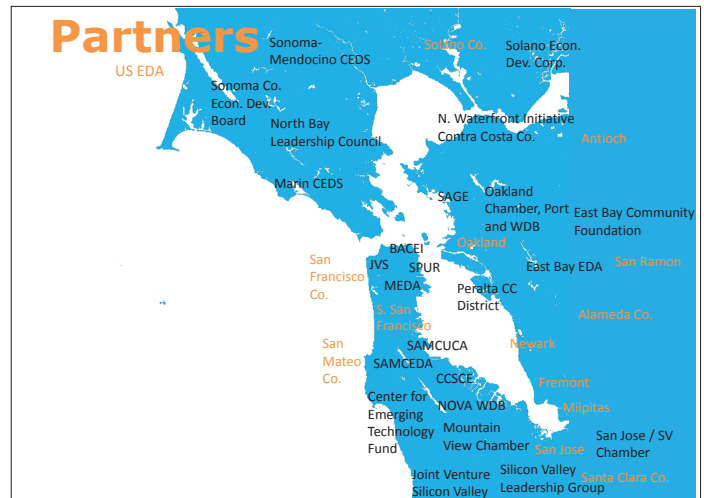 Partners
US EDA
Sonoma-
Mendocino CEDS
Solano Co.
Solano Econ.
Dev. Corp.
Sonoma Co.
Econ. Dev.
Board
North Bay
Leadership Council
N. Waterfront Initiative
Contra Costa Co.
Antioch
Marin CEDS
SAGE
Oakland
Chamber, Port
and WDB
East Bay Community
Foundation
Oakland
BACEI
San
Francisco
Co.
JVS
SPUR
East Bay EDA
San Ramon
MEDA
Peralta CC
District
S. San
Francisco
Alameda Co.
San
Mateo
Co.
SAMCUCA
Newark
SAMCEDA
CCSCE
Fremont
Center for
Emerging
Technology
Fund
NOVA WDB
Milpitas
Mountain
View Chamber
San Jose
San Jose / SV
Chamber
Joint Venture
Silicon Valley
Silicon Valley
Leadership Group
Santa Clara Co.